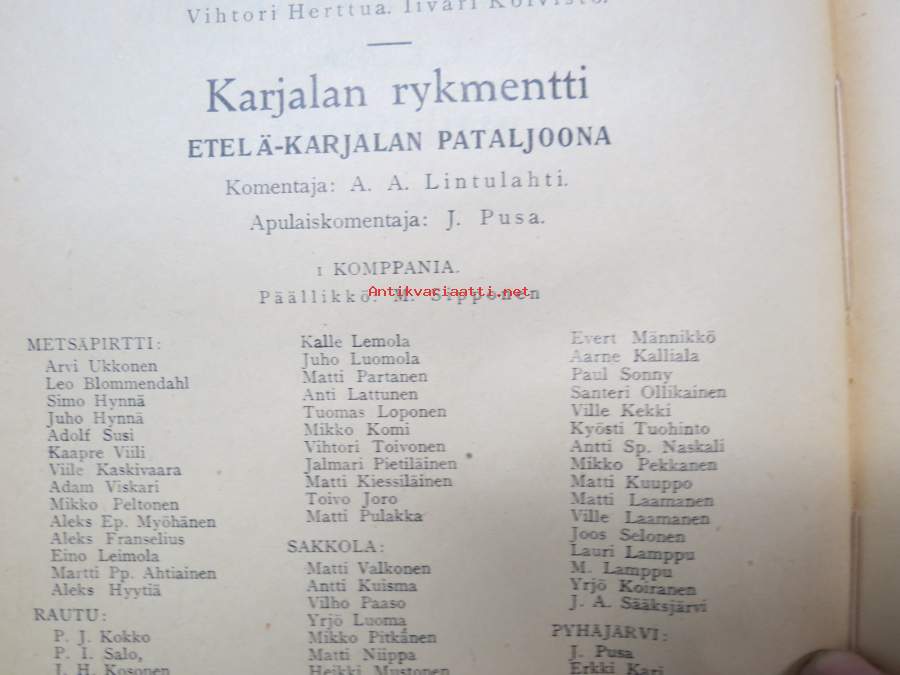 Vihtori Herttua. Iivari Koivisto.
Karjalan rykmentti
ETELÄ-KARJALAN PATALJOONA
Komentaja: A. A. Lintulahti.
Apulaiskomentaja: J. Pusa.
1 KOMPPANIA.
Päällikkö: M. Sipponen
Antikvariaatti.net
METSÄPIRTTI:
Arvi Ukkonen
Leo Blommendahl
Simo Hynnä
Juho Hynnä
Adolf Susi
Kaapre Viili
Viile Kaskivaara
Adam Viskari
Mikko Peltonen
Aleks Ep. Myöhänen
Aleks Franselius
Eino Leimola
Martti Pp. Ahtiainen
Aleks Hyytiä
RAUTU:
P. J. Kokko
P. I. Salo,
J. H. Kosonen
Kalle Lemola
Juho Luomola
Matti Partanen
Anti Lattunen
Tuomas Loponen
Mikko Komi
Vihtori Toivonen
Jalmari Pietiläinen
Matti Kiessiläinen
Toivo Joro
Matti Pulakka
SAKKOLA:
Matti Valkonen
Antti Kuisma
Vilho Paaso
Yrjö Luoma
Mikko Pitkänen
Matti Niippa
Heikki Mustonen
Evert Männikkö
Aarne Kalliala
Paul Sonny
Santeri Ollikainen
Ville Kekki
Kyösti Tuohinto
Antti Sp. Naskali
Mikko Pekkanen
Matti Kuuppo
Matti Laamanen
Ville Laamanen
Joos Selonen
Lauri Lamppu
M. Lamppu
Yrjö Koiranen
J. A. Sääksjärvi
PYHÄJÄRVI:
J. Pusa
Erkki Kari